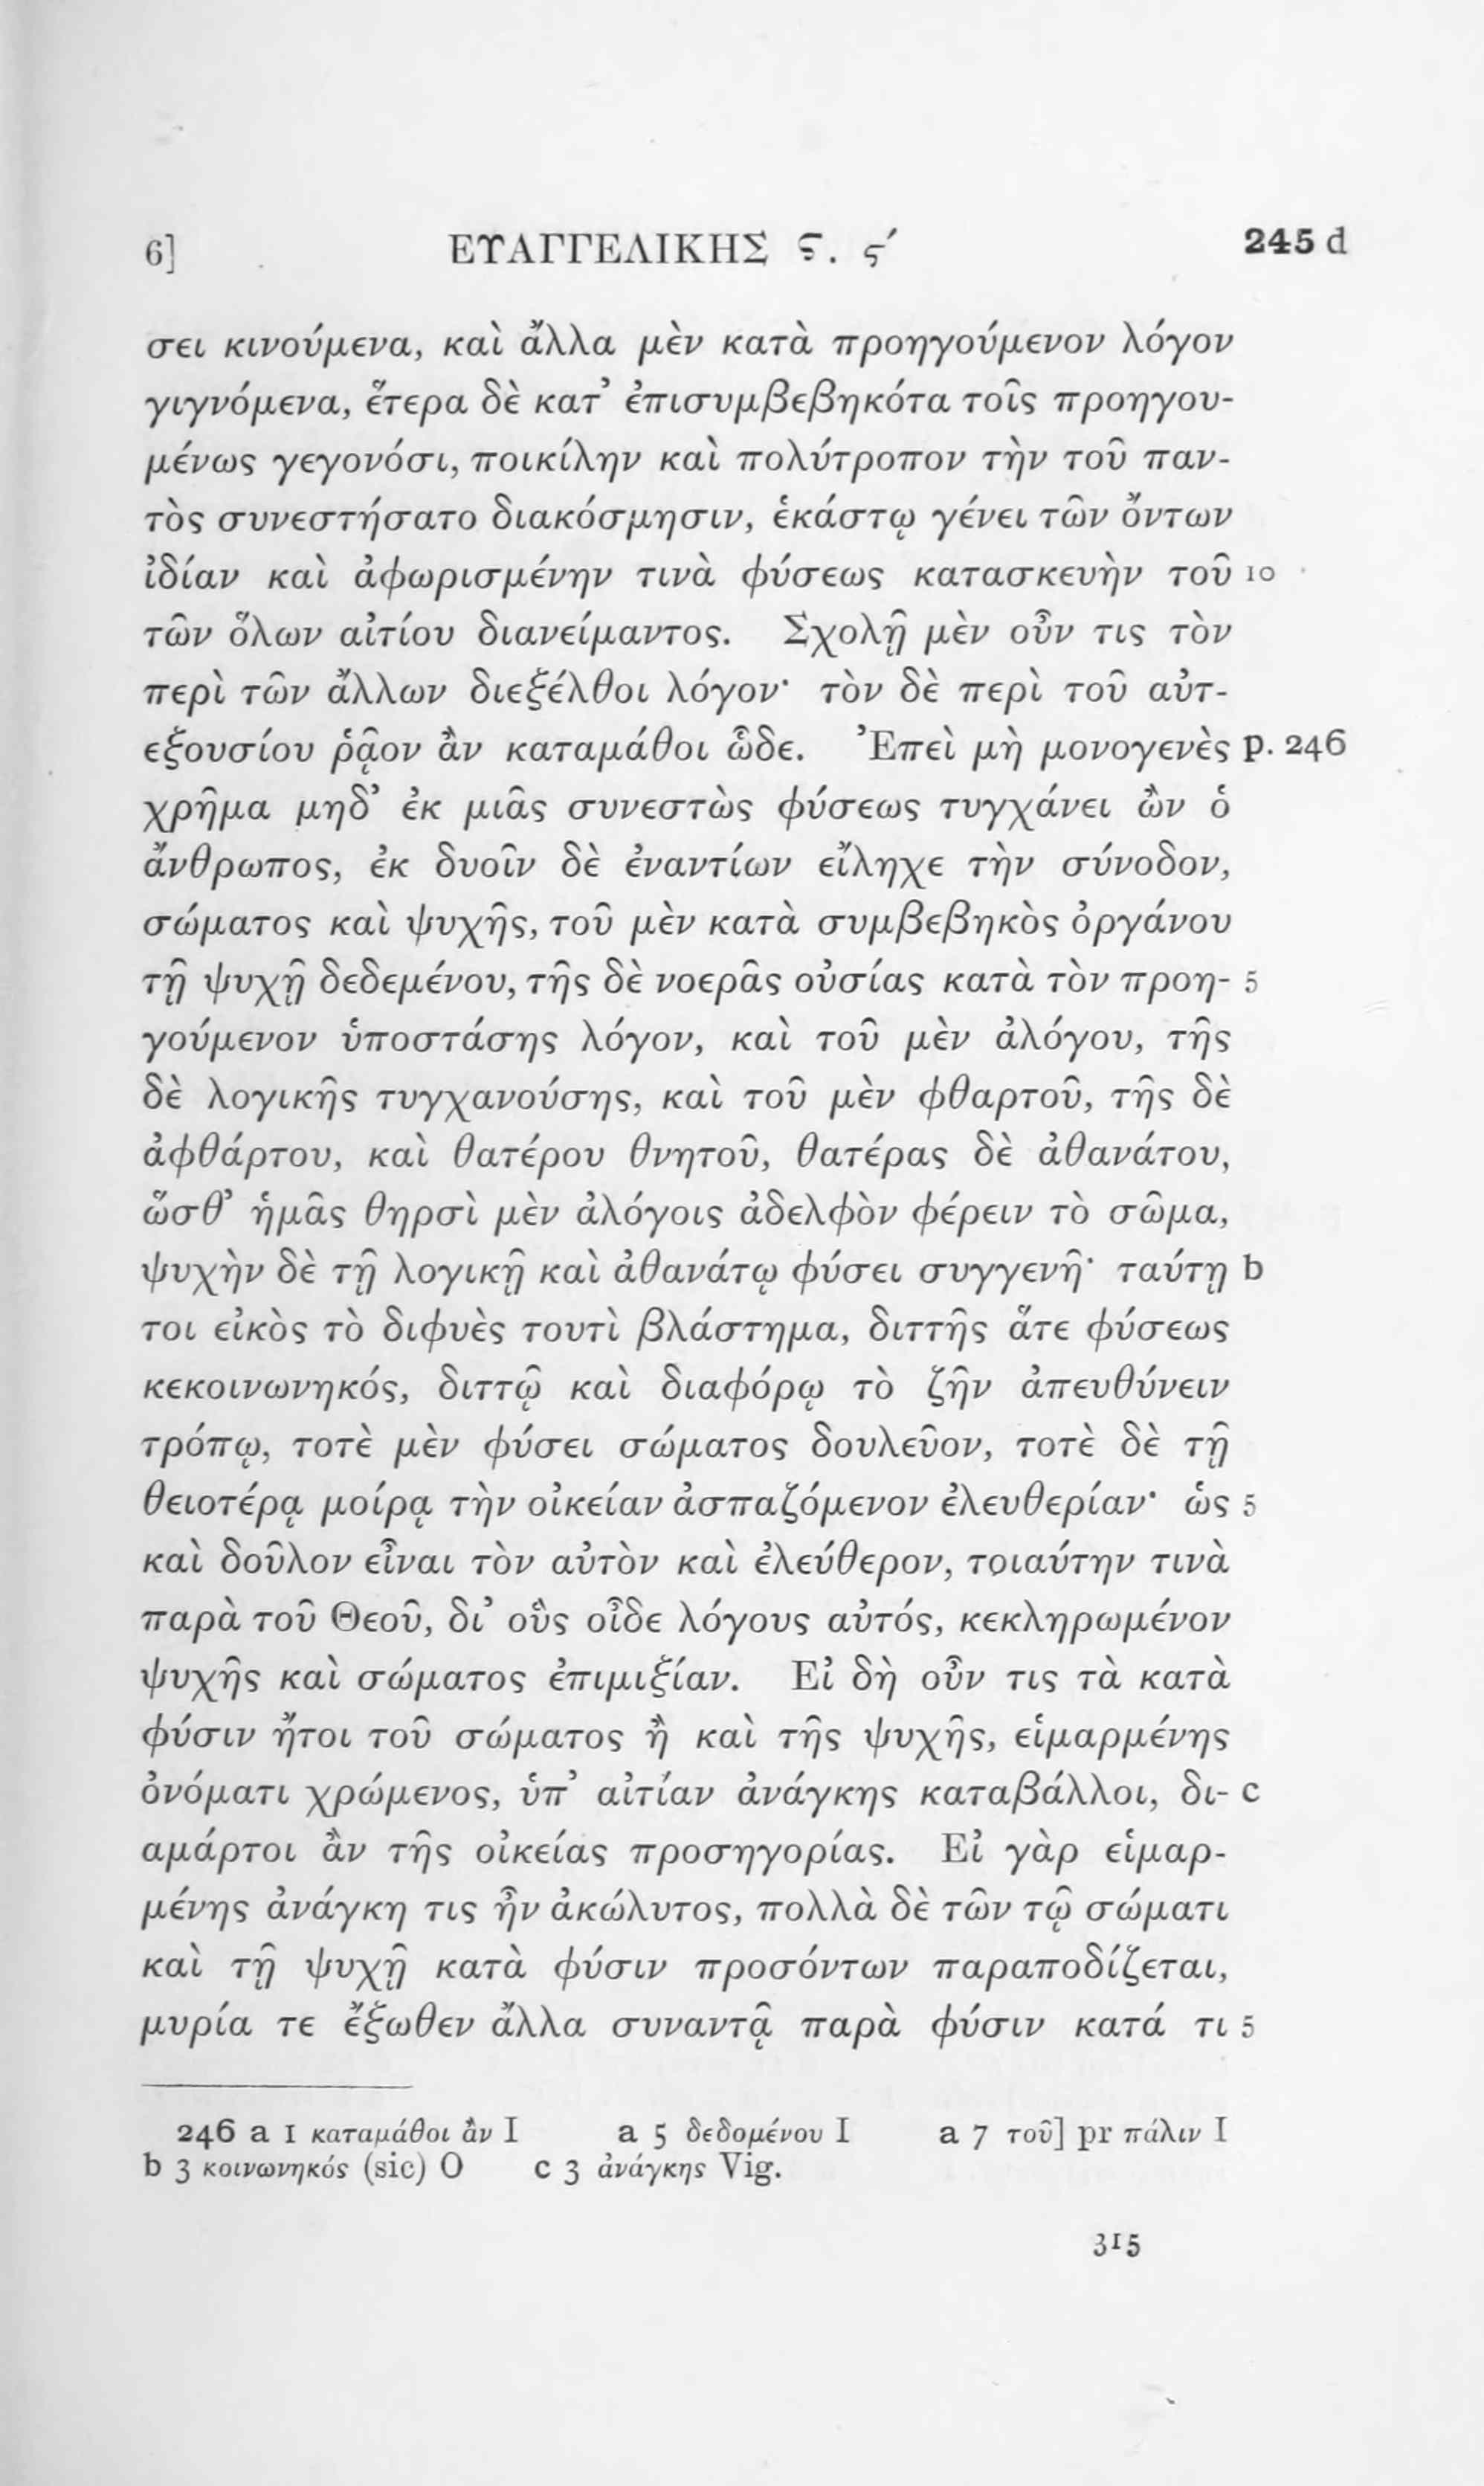 6] ΕΥΑΓΓΕΛΙΚΗΣ Ϛ. ϛ′ 245 d
σει κινούμενα, καὶ ἄλλα μὲν κατὰ προηγούμενον λόγον
γιγνόμενα, ἕτερα δὲ κατ’ ἐπισυμβεβηκότα τοῖς προηγου-
μένως γεγονόσι, ποικίλην καὶ πολύτροπον τὴν τοῦ παν-
τὸς συνεστήσατο διακόσμησιν, ἑκάστῳ γένει τῶν ὄντων
ἰδίαν καὶ ἀφωρισμένην τινὰ φύσεως κατασκευὴν τοῦ 10
τῶν ὅλων αἰτίου διανείμαντος. Σχολῇ μὲν οὖν τις τὸν
περὶ τῶν ἄλλων διεξέλθοι λόγον· τὸν δὲ περὶ τοῦ αὐτ-
εξουσίου ῥᾷον ἂν καταμάθοι ὧδε. Ἐπεὶ μὴ μονογενὲς p. 246
χρῆμα μηδ’ ἐκ μιᾶς συνεστὼς φύσεως τυγχάνει ὢν ὁ
ἄνθρωπος, ἐκ δυοῖν δὲ ἐναντίων εἴληχε τὴν σύνοδον,
σώματος καὶ ψυχῆς, τοῦ μὲν κατὰ συμβεβηκὸς ὀργάνου
τῇ ψυχῇ δεδεμένου, τῆς δὲ νοερᾶς οὐσίας κατὰ τὸν προη- 5
γούμενον ὑποστάσης λόγον, καὶ τοῦ μὲν ἀλόγου, τῆς
δὲ λογικῆς τυγχανούσης, καὶ τοῦ μὲν φθαρτοῦ, τῆς δὲ
ἀφθάρτου, καὶ θατέρου θνητοῦ, θατέρας δὲ ἀθανάτου,
ὥσθ’ ἡμᾶς θηρσὶ μὲν ἀλόγοις ἀδελφὸν φέρειν τὸ σῶμα,
ψυχὴν δὲ τῇ λογικῇ καὶ ἀθανάτῳ φύσει συγγενῆ· ταύτῃ b
τοι εἰκὸς τὸ διφυὲς τουτὶ βλάστημα, διττῆς ἅτε φύσεως
κεκοινωνηκός, διττῷ καὶ διαφόρῳ τὸ ζῆν ἀπευθύνειν
τρόπῳ, τοτὲ μὲν φύσει σώματος δουλεῦον, τοτὲ δὲ τῇ
θειοτέρᾳ μοίρᾳ τὴν οἰκείαν ἀσπαζόμενον ἐλευθερίαν· ὡς 5
καὶ δοῦλον εἶναι τὸν αὐτὸν καὶ ἐλεύθερον, τοιαύτην τινὰ
παρὰ τοῦ Θεοῦ, δι’ οὓς οἶδε λόγους αὐτός, κεκληρωμένον
ψυχῆς καὶ σώματος ἐπιμιξίαν. Εἰ δὴ οὖν τις τὰ κατὰ
φύσιν ἤτοι τοῦ σώματος ἢ καὶ τῆς ψυχῆς, εἱμαρμένης
ὀνόματι χρώμενος, ὑπ’ αἰτίαν ἀνάγκης καταβάλλοι, δι- c
αμάρτοι ἂν τῆς οἰκείας προσηγορίας. Εἰ γὰρ εἱμαρ-
μένης ἀνάγκη τις ἦν ἀκώλυτος, πολλὰ δὲ τῶν τῷ σώματι
καὶ τῇ ψυχῇ κατὰ φύσιν προσόντων παραποδίζεται,
μυρία τε ἔξωθεν ἄλλα συναντᾷ παρὰ φύσιν κατά τι 5
246 a 1 καταμάθοι ἂν I a 5 δεδομένου I a 7 τοῦ] pr πάλιν I
b 3 κοινωνηκός (sic) O c 3 ἀνάγκης Vig.
315